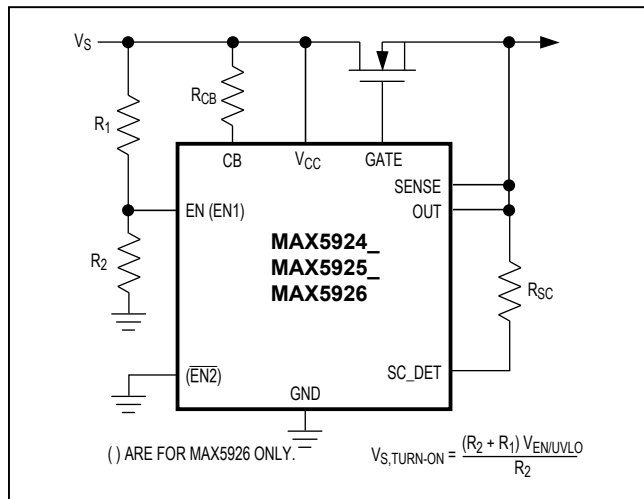 V_S
R_CB
R_1
CB
V_CC
GATE
SENSE
EN (EN1)
OUT
MAX5924_
MAX5925_
MAX5926
R_2
R_SC
(E̅N̅2̅)
SC_DET
GND
( ) ARE FOR MAX5926 ONLY.
V_S,TURN-ON = (R_2 + R_1) V_EN/UVLO / R_2